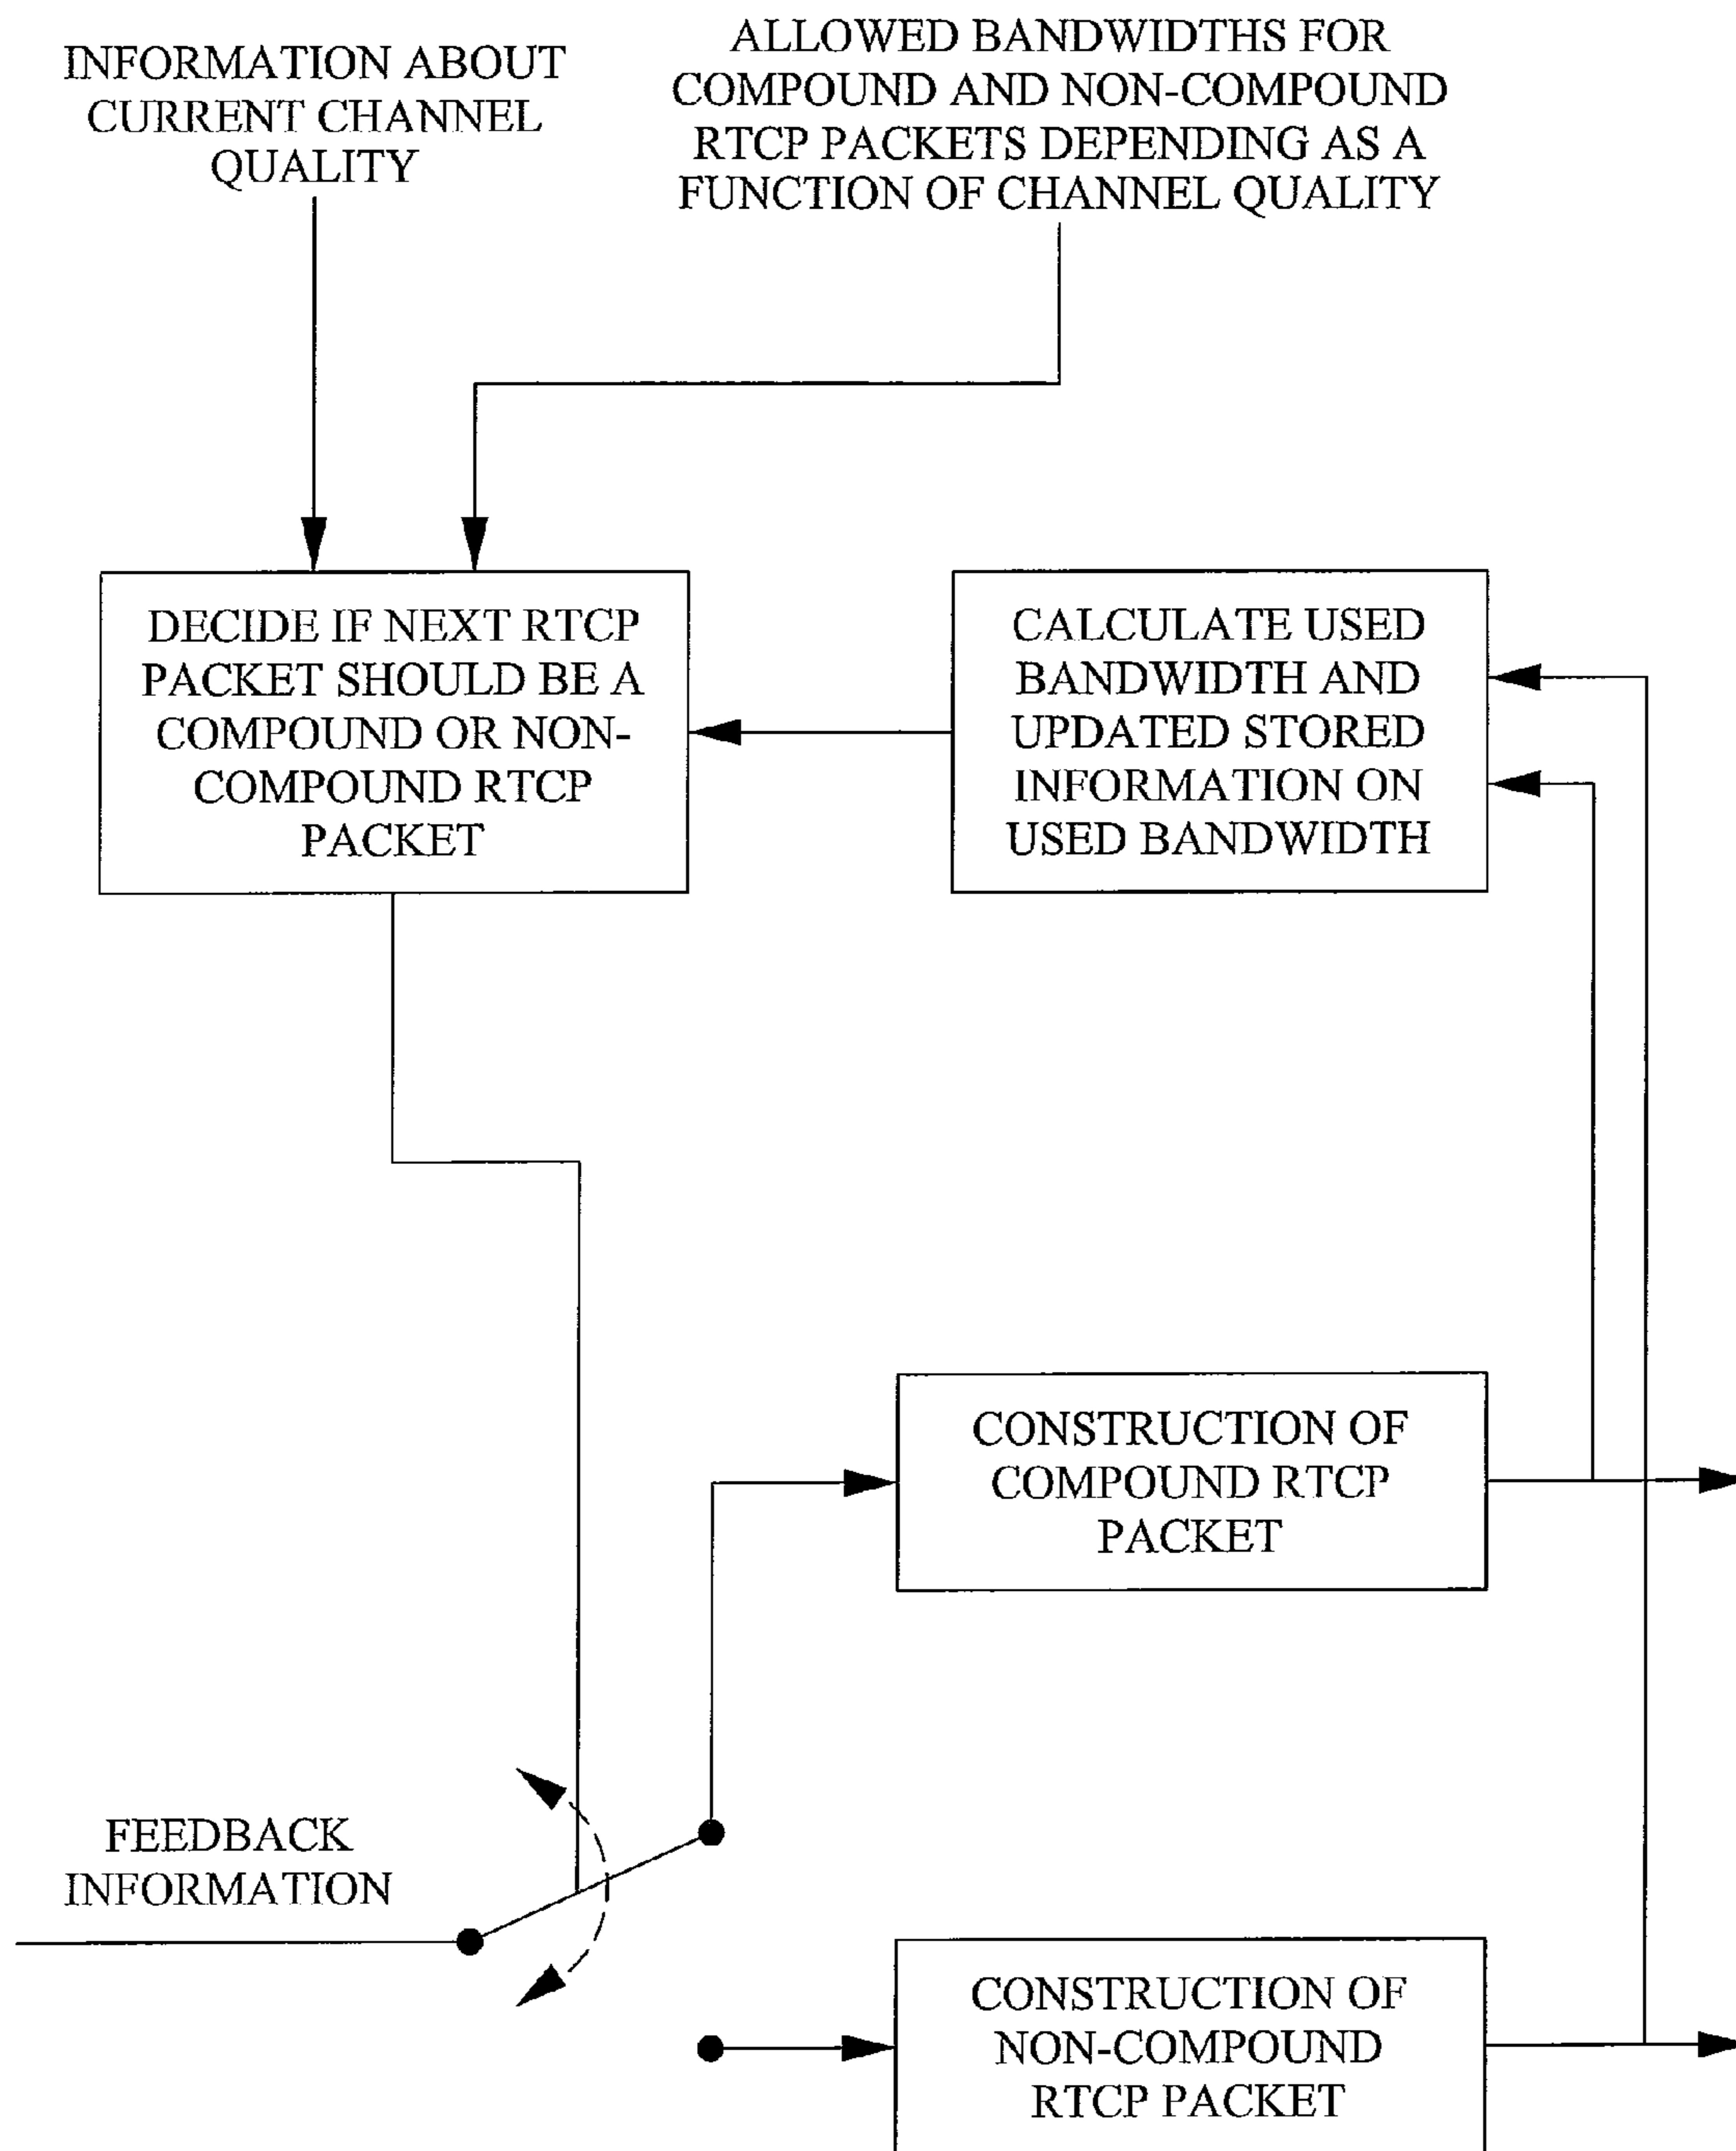 INFORMATION ABOUT
CURRENT CHANNEL
QUALITY
ALLOWED BANDWIDTHS FOR
COMPOUND AND NON-COMPOUND
RTCP PACKETS DEPENDING AS A
FUNCTION OF CHANNEL QUALITY
DECIDE IF NEXT RTCP
PACKET SHOULD BE A
COMPOUND OR NON-
COMPOUND RTCP
PACKET
CALCULATE USED
BANDWIDTH AND
UPDATED STORED
INFORMATION ON
USED BANDWIDTH
CONSTRUCTION OF
COMPOUND RTCP
PACKET
FEEDBACK
INFORMATION
CONSTRUCTION OF
NON-COMPOUND
RTCP PACKET